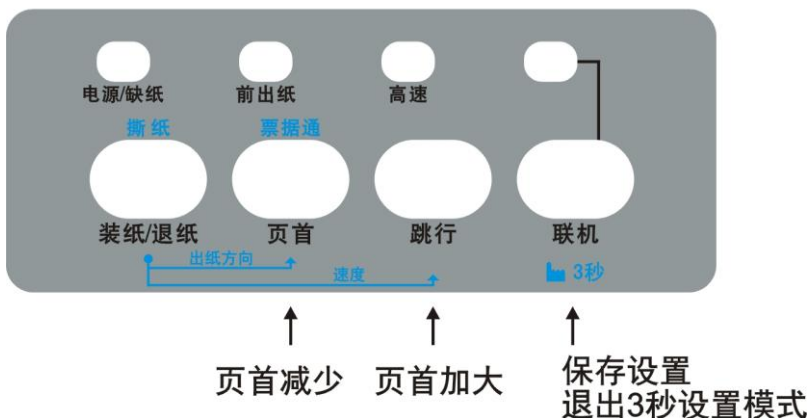 电源/缺纸 前出纸 高速
撕纸 票据通
装纸/退纸 页首 跳行 联机
出纸方向
速度 3秒
页首减少 页首加大 保存设置
退出3秒设置模式